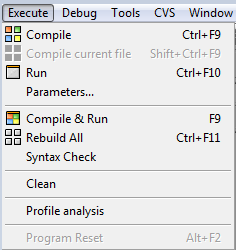 Execute Debug Tools CVS Window
Compile Ctrl+F9
Compile current file Shift+Ctrl+F9
Run Ctrl+F10
Parameters...
Compile & Run F9
Rebuild All Ctrl+F11
Syntax Check
Clean
Profile analysis
Program Reset Alt+F2